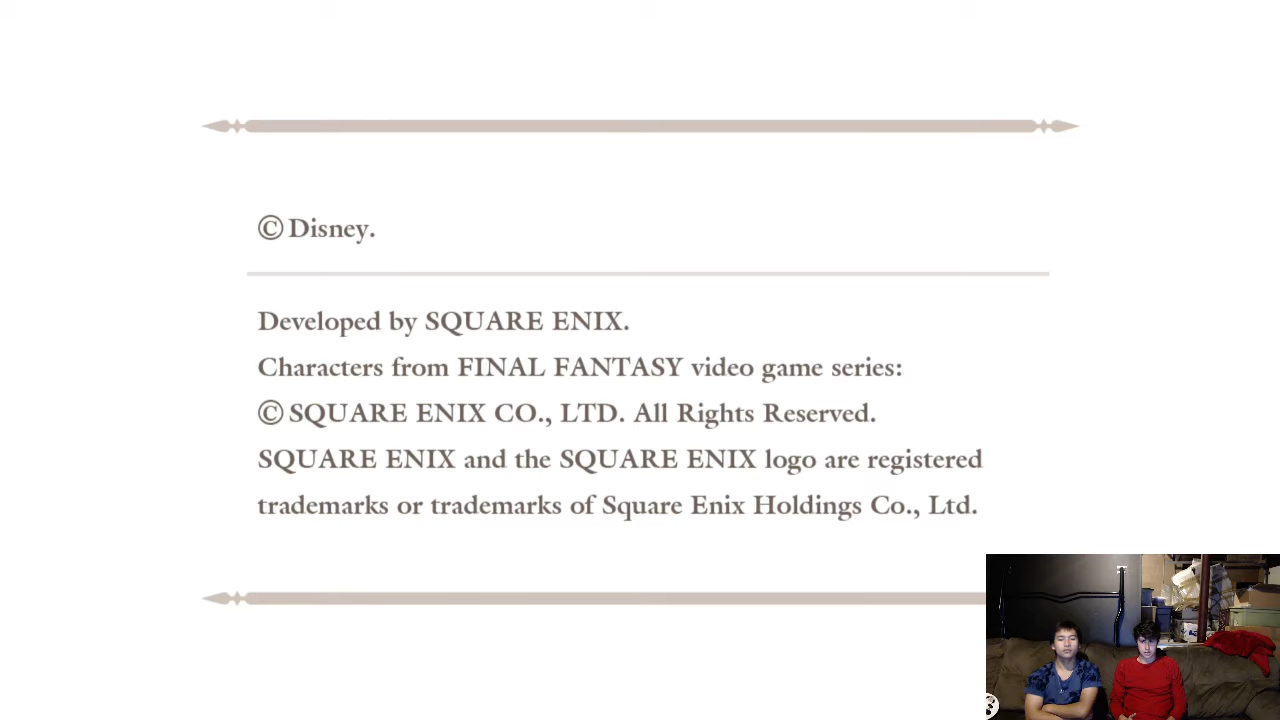 © Disney.
Developed by SQUARE ENIX.
Characters from FINAL FANTASY video game series:
© SQUARE ENIX CO., LTD. All Rights Reserved.
SQUARE ENIX and the SQUARE ENIX logo are registered
trademarks or trademarks of Square Enix Holdings Co., Ltd.